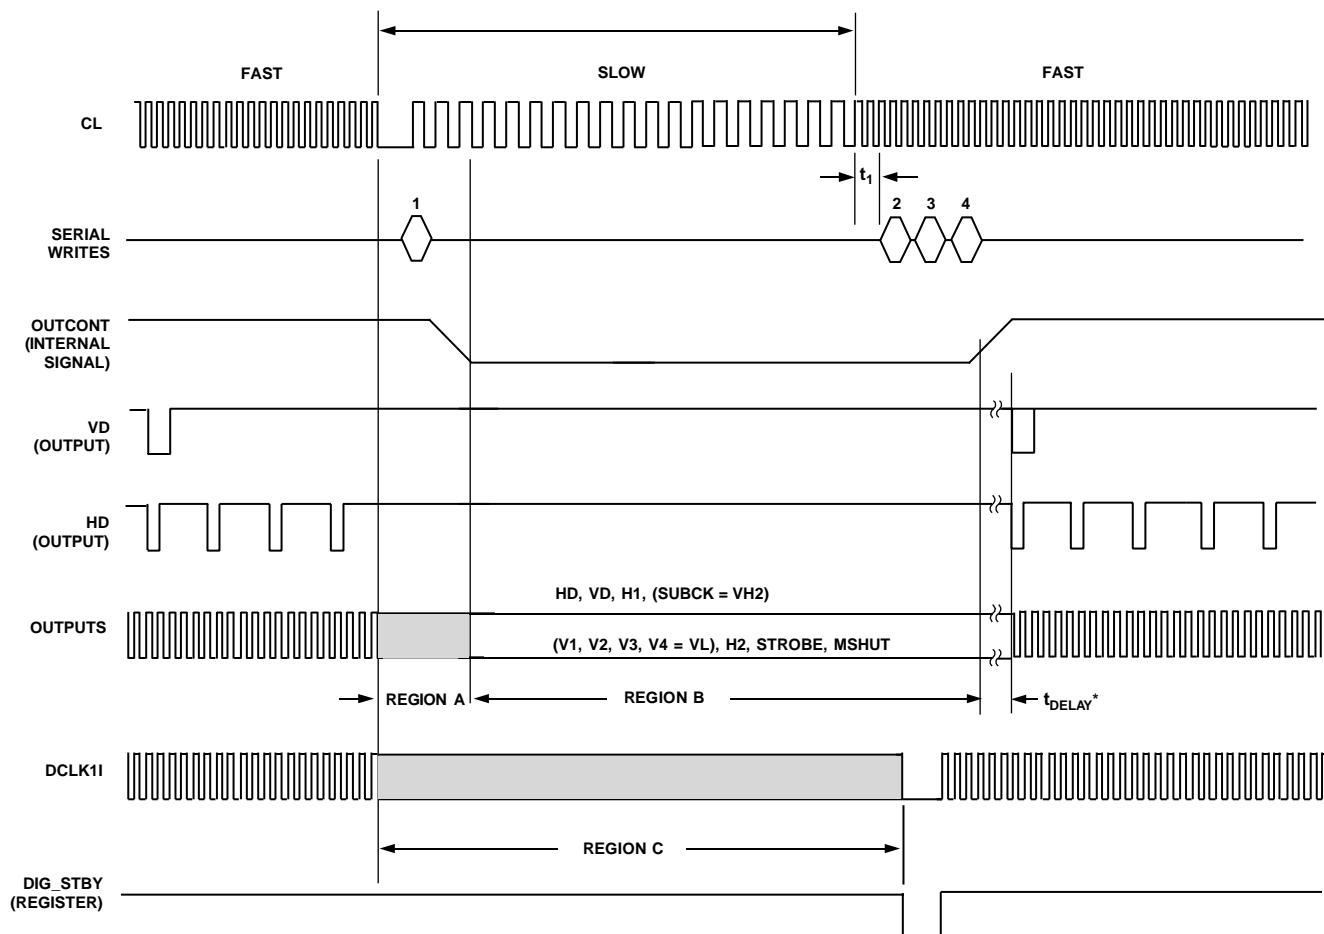 FAST
SLOW
FAST
CL
t1
1
2
3
4
SERIAL
WRITES
OUTCONT
(INTERNAL
SIGNAL)
VD
(OUTPUT)
HD
(OUTPUT)
HD, VD, H1, (SUBCK = VH2)
OUTPUTS
(V1, V2, V3, V4 = VL), H2, STROBE, MSHUT
REGION A
REGION B
tDELAY*
DCLK1I
REGION C
DIG_STBY
(REGISTER)